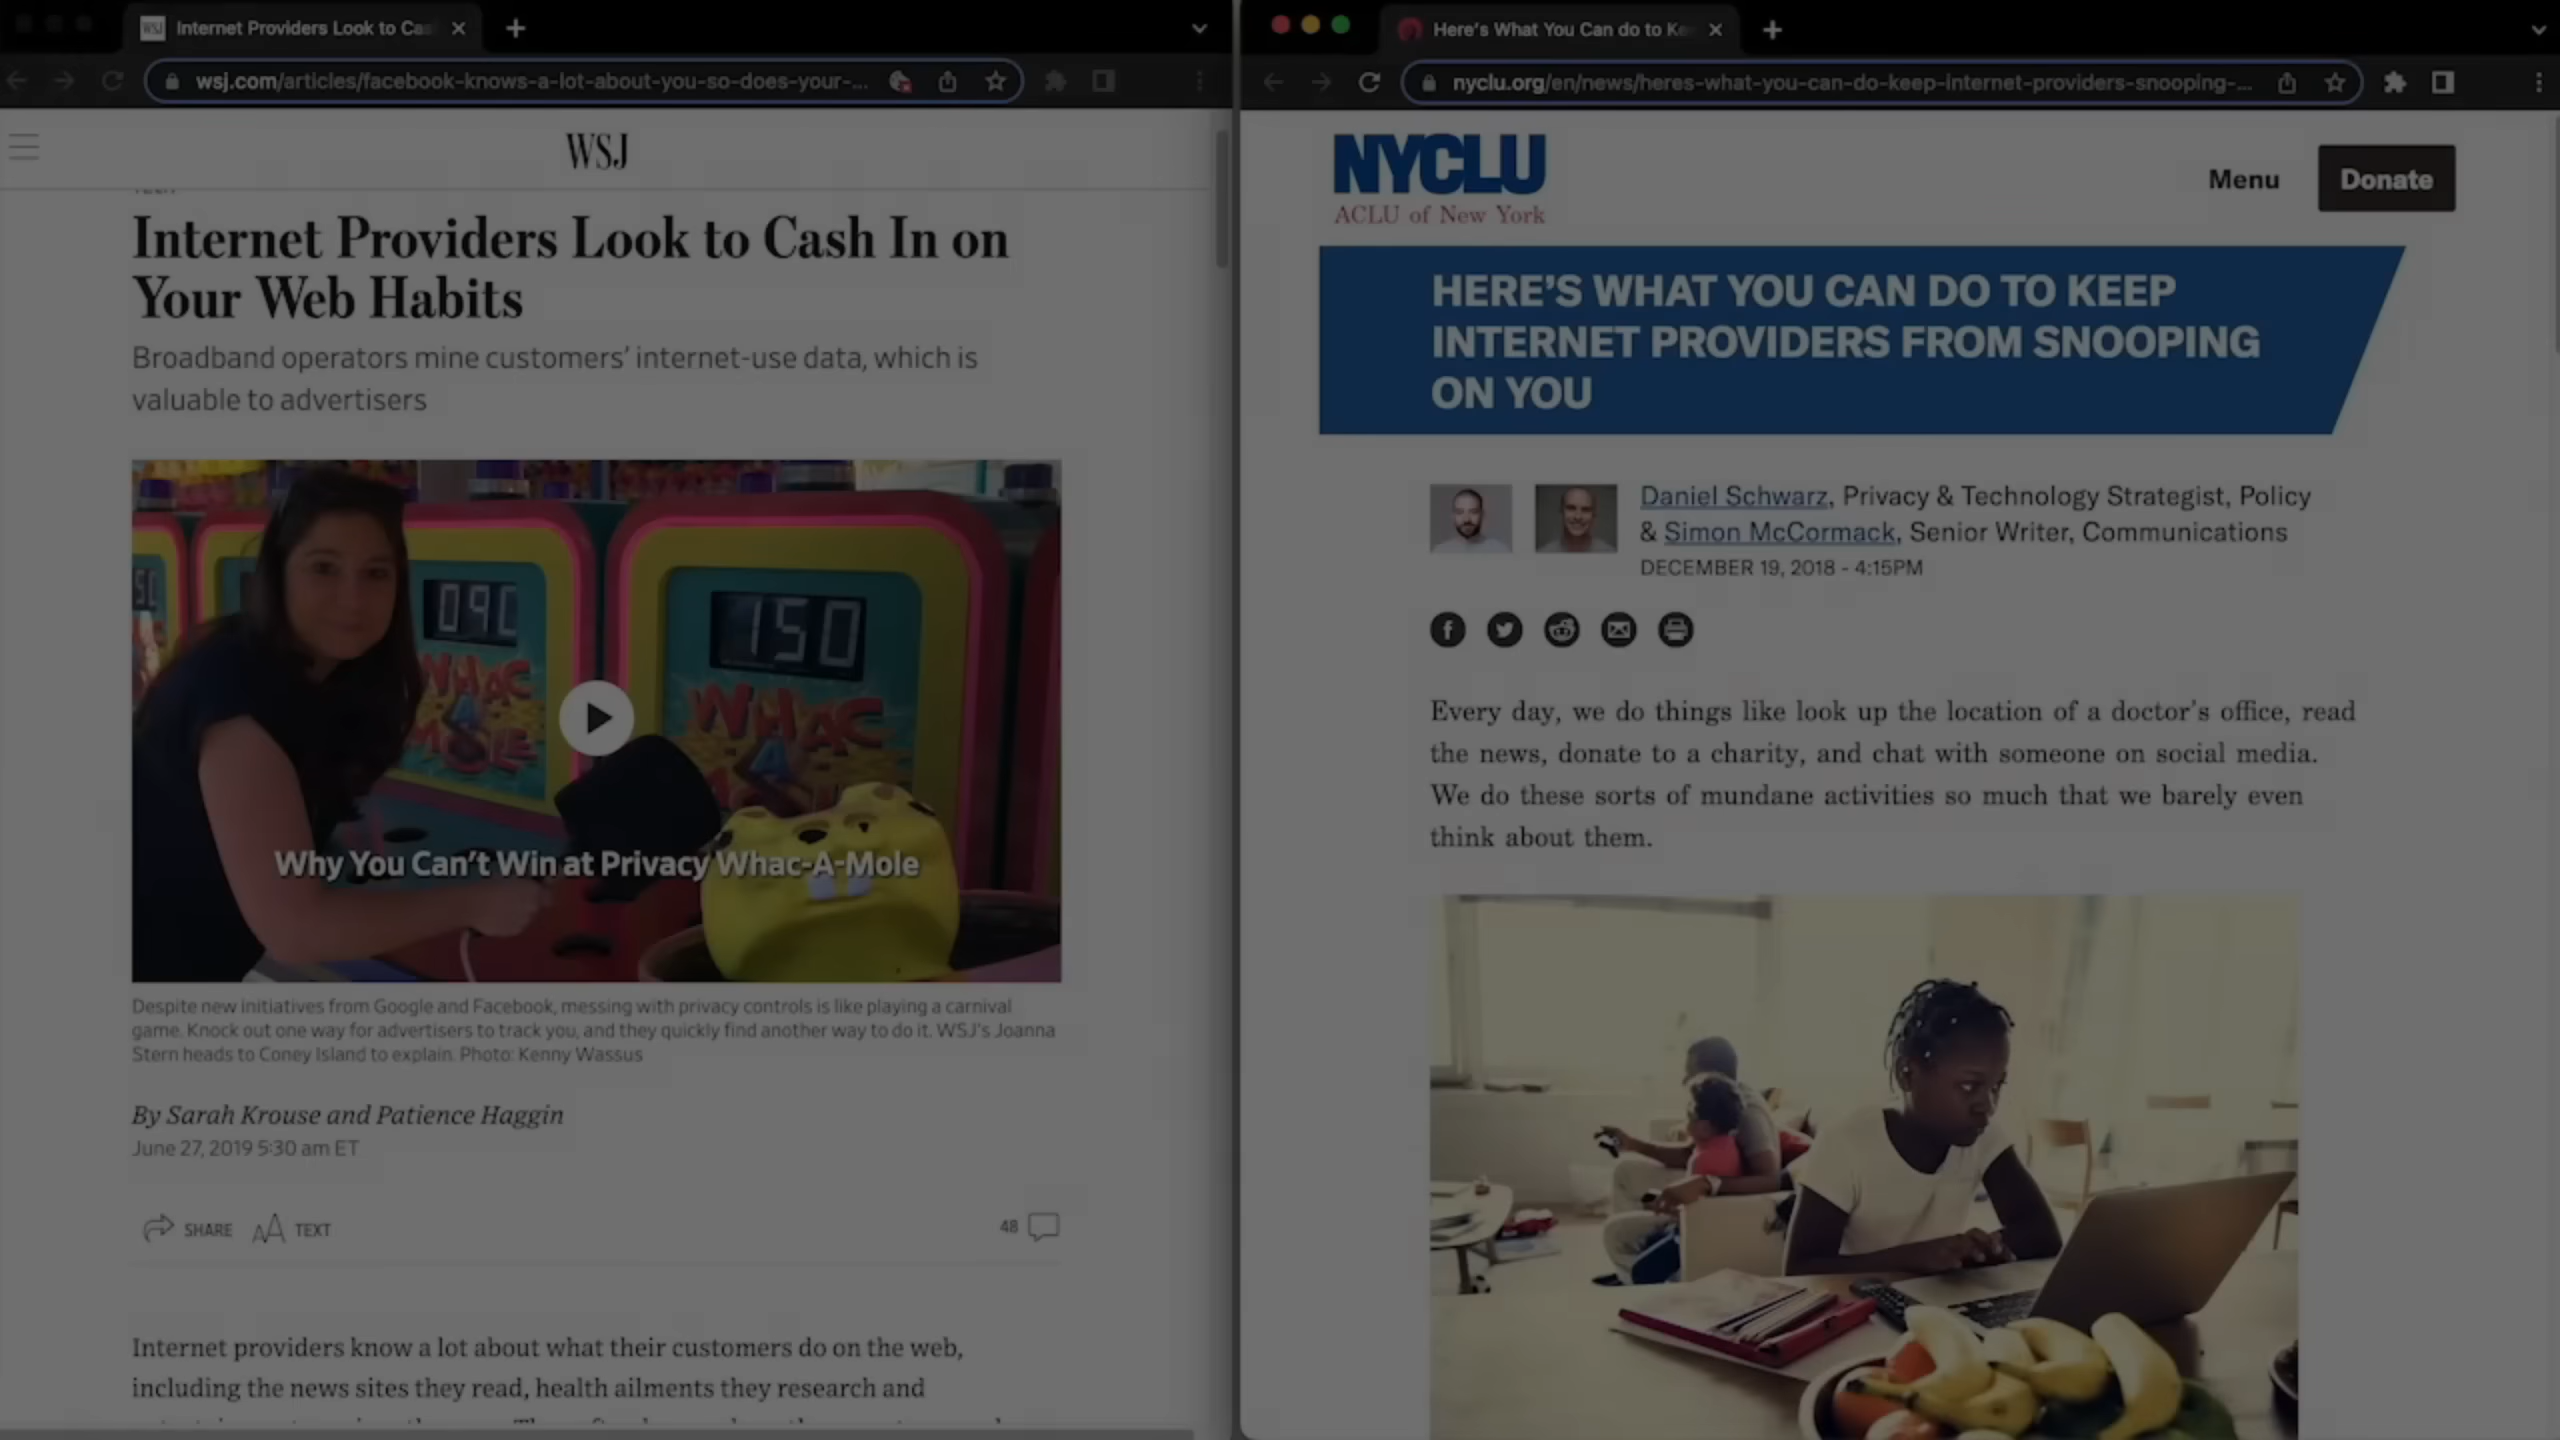 Internet Providers Look to Cas
wsj.com/articles/facebook-knows-a-lot-about-you-so-does-your-...
WSJ
Internet Providers Look to Cash In on
Your Web Habits
Broadband operators mine customers' internet-use data, which is
valuable to advertisers
090
150
WHAC
A
MOLE
WHAC
A
Why You Can't Win at Privacy Whac-A-Mole
Despite new initiatives from Google and Facebook, messing with privacy controls is like playing a carnival
game. Knock out one way for advertisers to track you, and they quickly find another way to do it. WSJ's Joanna
Stern heads to Coney Island to explain. Photo: Kenny Wassus
By Sarah Krouse and Patience Haggin
June 27, 2019 5:30 am ET
SHARE AA TEXT
48
Internet providers know a lot about what their customers do on the web,
including the news sites they read, health ailments they research and
Here's What You Can do to Ke
nyclu.org/en/news/heres-what-you-can-do-keep-internet-providers-snooping-...
NYCLU
ACLU of New York
Menu
Donate
HERE'S WHAT YOU CAN DO TO KEEP
INTERNET PROVIDERS FROM SNOOPING
ON YOU
Daniel Schwarz, Privacy & Technology Strategist, Policy
& Simon McCormack, Senior Writer, Communications
DECEMBER 19, 2018 - 4:15PM
Every day, we do things like look up the location of a doctor's office, read
the news, donate to a charity, and chat with someone on social media.
We do these sorts of mundane activities so much that we barely even
think about them.